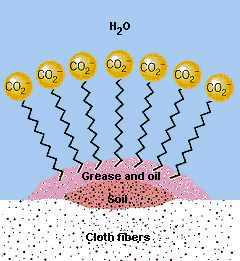 H₂O
CO₂⁻ CO₂⁻ CO₂⁻ CO₂⁻ CO₂⁻ CO₂⁻ CO₂⁻
Grease and oil
Soil
Cloth fibers